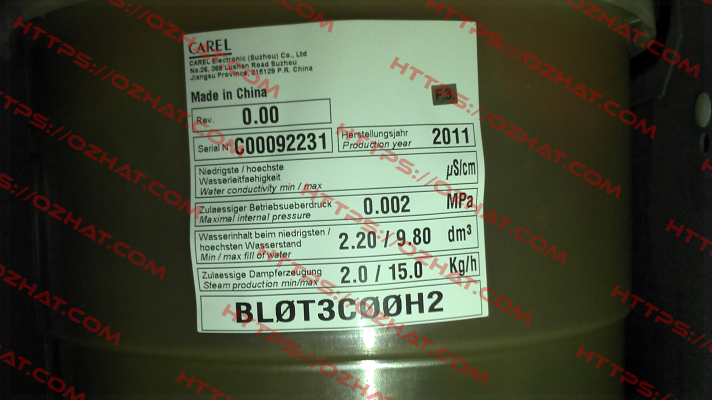 CAREL
CAREL Electronic (Suzhou) Co., Ltd
No.26, 369 Lushan Road Suzhou
Jiangsu Province, 215129 P.R. China
Made in China
F.S.
Rev. 0.00
Serial N. C00092231
Herstellungsjahr
Production year 2011
Niedrigste / hoechste
Wasserleitfaehigkeit
Water conductivity min / max
µS/cm
Zulaessiger Betriebsueberdruck
Maximal internal pressure
0.002 MPa
Wasserinhalt beim niedrigsten /
hoechsten Wasserstand
Min / max fill of water
2.20 / 9.80 dm³
Zulaessige Dampferzeugung
Steam production min/max
2.0 / 15.0 Kg/h
BLØT3CØØH2
HTTPS://OZHAT.COM